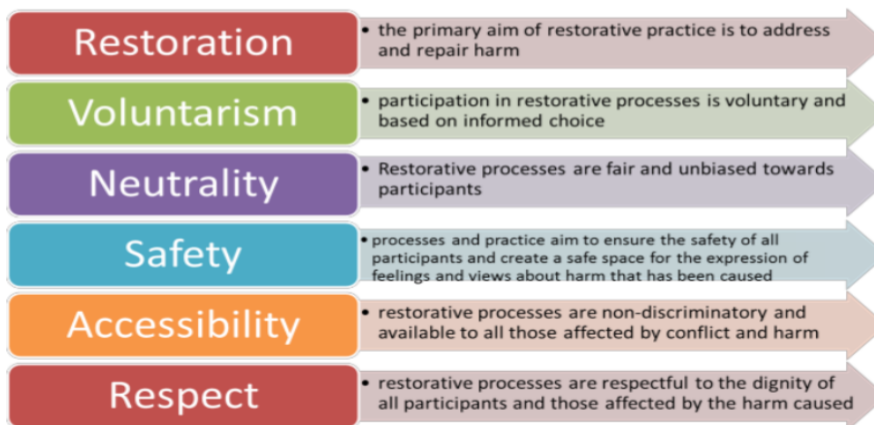 Restoration
• the primary aim of restorative practice is to address
and repair harm
Voluntarism
• participation in restorative processes is voluntary and
based on informed choice
Neutrality
• Restorative processes are fair and unbiased towards
participants
Safety
• processes and practice aim to ensure the safety of all
participants and create a safe space for the expression of
feelings and views about harm that has been caused
Accessibility
• restorative processes are non-discriminatory and
available to all those affected by conflict and harm
Respect
• restorative processes are respectful to the dignity of
all participants and those affected by the harm caused